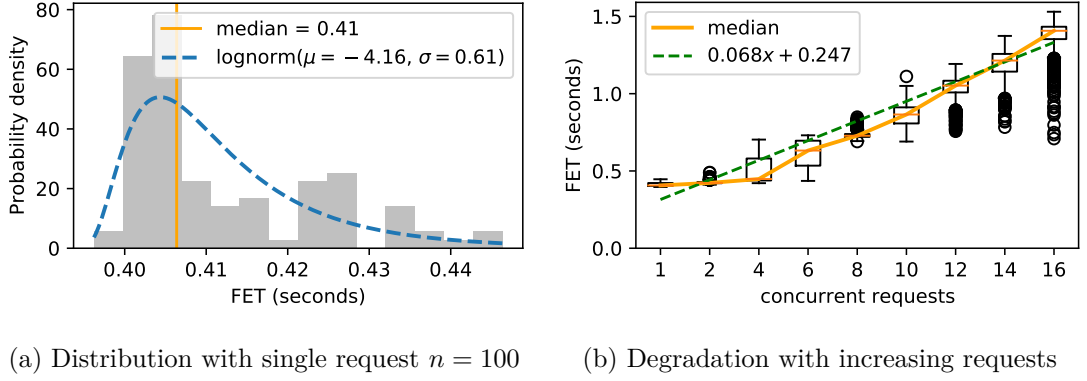 80
60
40
20
0
Probability density
median = 0.41
lognorm(μ = −4.16, σ = 0.61)
0.40 0.41 0.42 0.43 0.44
FET (seconds)
(a) Distribution with single request n = 100
1.5
1.0
0.5
0.0
FET (seconds)
median
0.068x + 0.247
1 2 4 6 8 10 12 14 16
concurrent requests
(b) Degradation with increasing requests